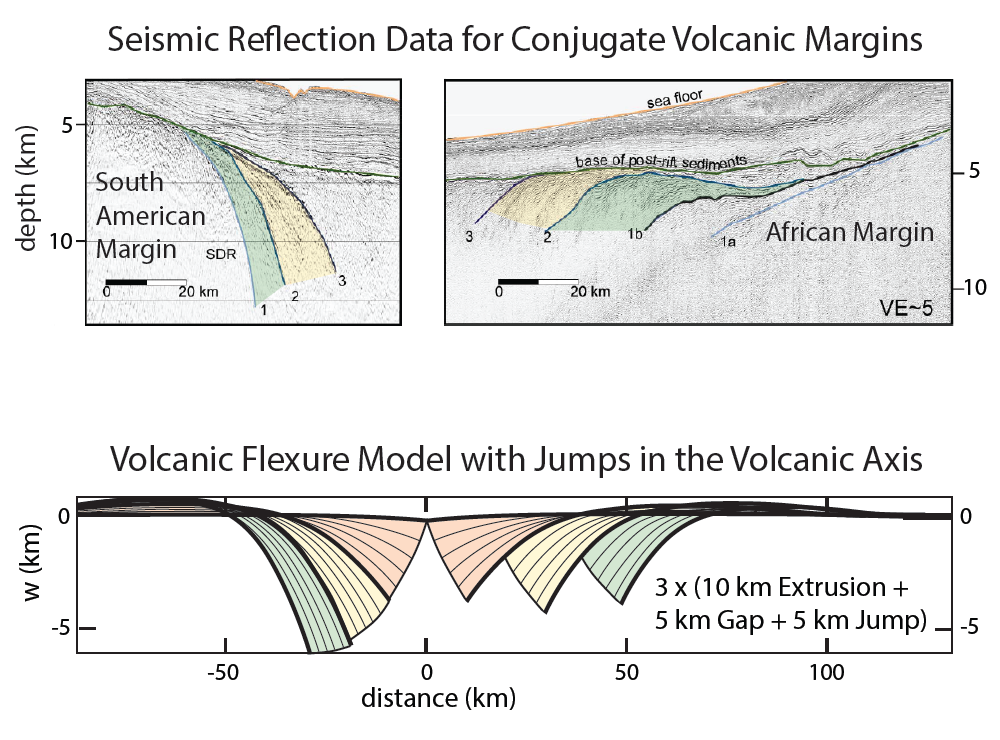 Seismic Reflection Data for Conjugate Volcanic Margins
depth (km)
5
10
South
American
Margin
SDR
0 20 km
1
2
3
sea floor
base of post-rift sediments
3
2
1b
1a
African Margin
0 20 km
VE~5
5
10
Volcanic Flexure Model with Jumps in the Volcanic Axis
w (km)
0
-5
0
-5
3 x (10 km Extrusion +
5 km Gap + 5 km Jump)
-50 0 50 100
distance (km)